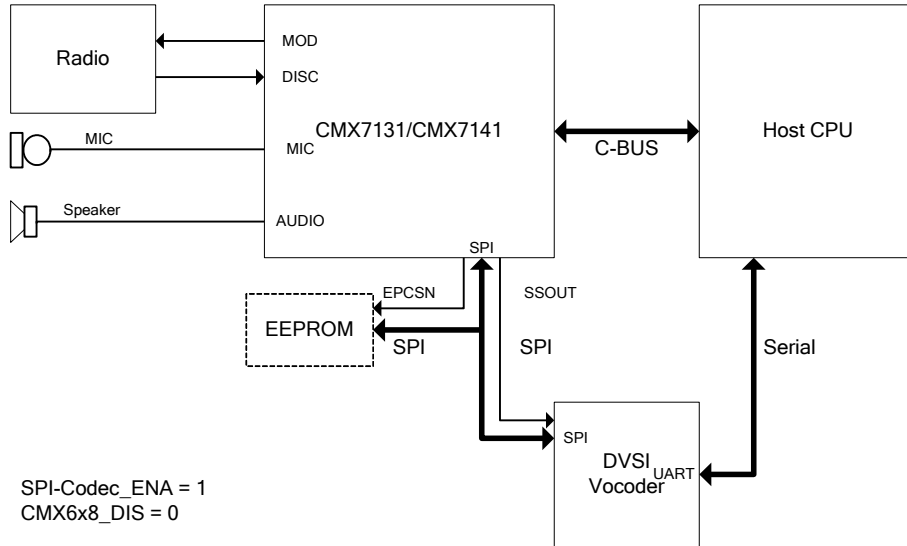 Radio
MOD
DISC
CMX7131/CMX7141
Host CPU
C-BUS
MIC
MIC
Speaker
AUDIO
SPI
EPCSN
SSOUT
EEPROM
SPI
SPI
Serial
SPI
DVSI
Vocoder
UART
SPI-Codec_ENA = 1
CMX6x8_DIS = 0